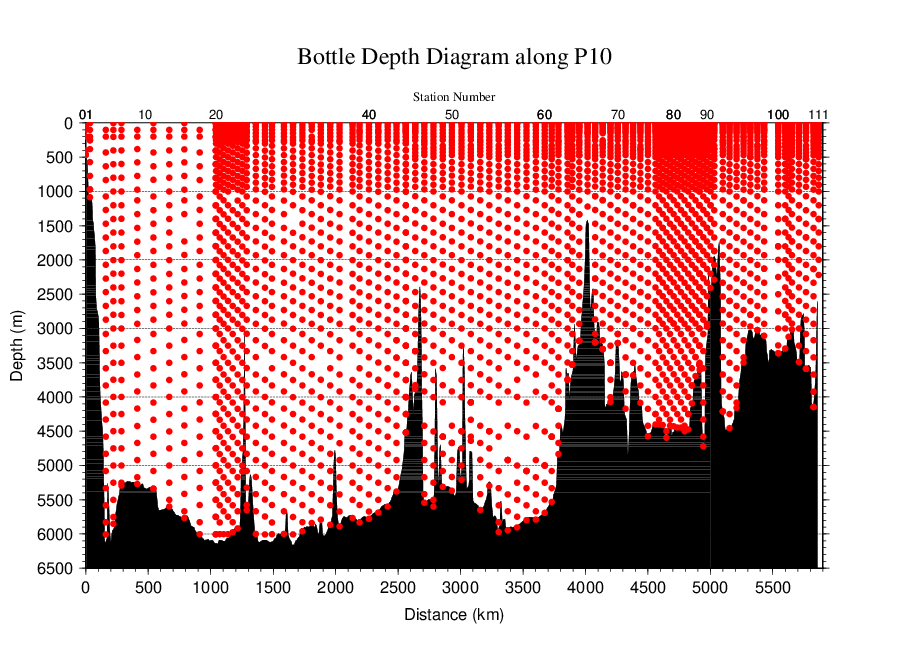 Bottle Depth Diagram along P10
Station Number
01 10 20 40 50 60 70 80 90 100 111
0
500
1000
1500
2000
2500
3000
3500
4000
4500
5000
5500
6000
6500
Depth (m)
0 500 1000 1500 2000 2500 3000 3500 4000 4500 5000 5500
Distance (km)